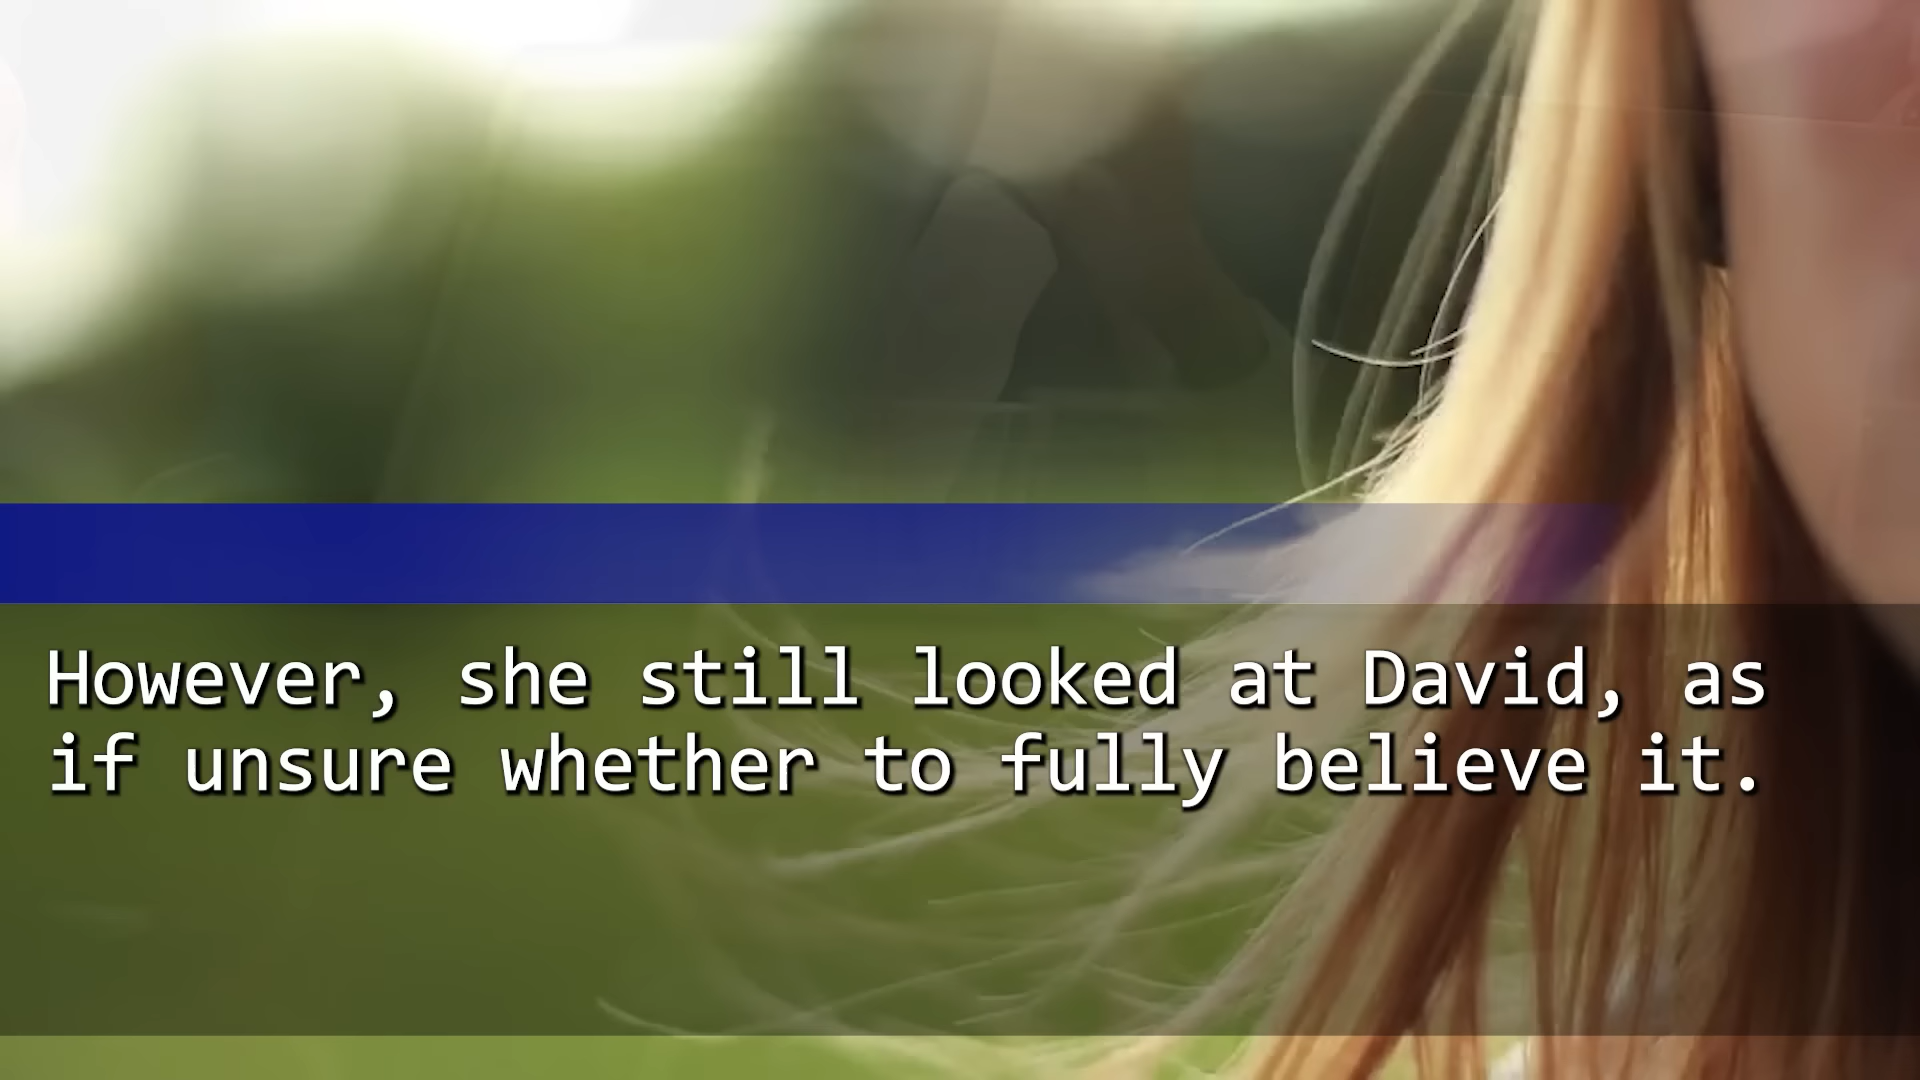 However, she still looked at David, as
if unsure whether to fully believe it.